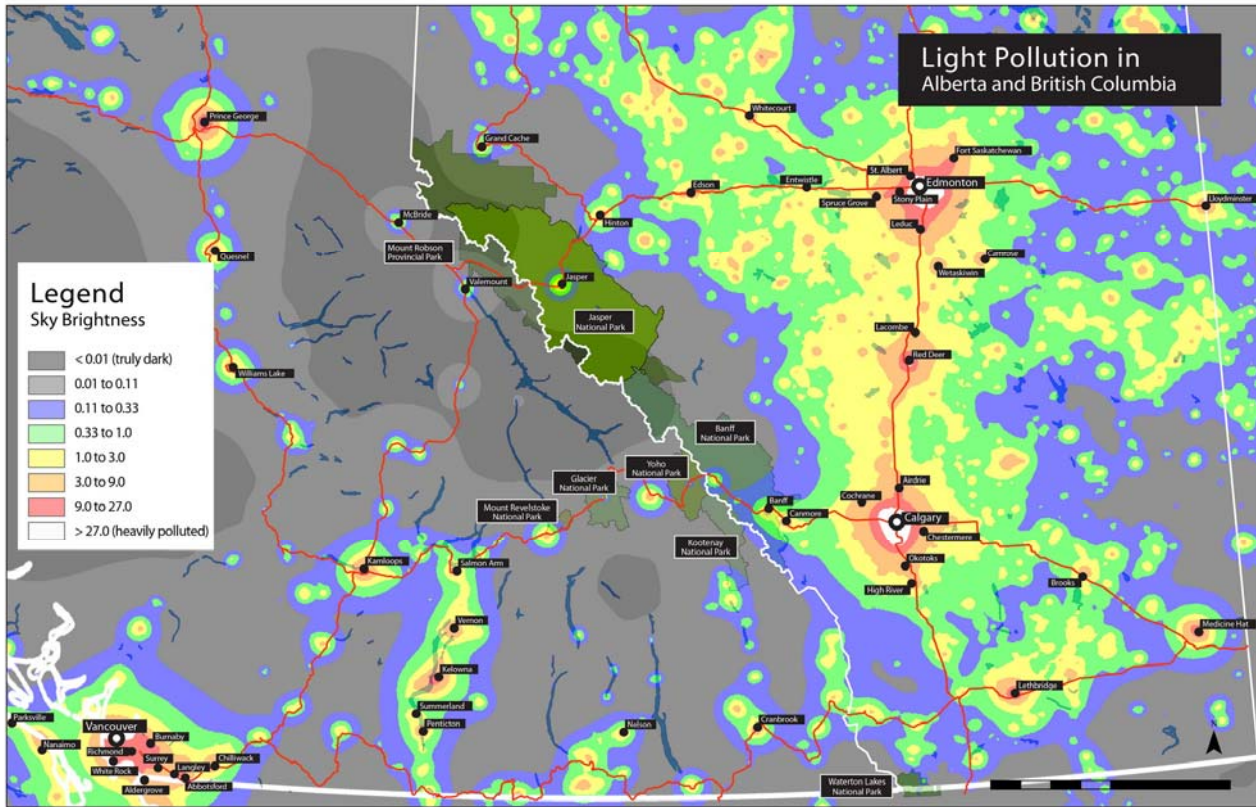 Light Pollution in
Alberta and British Columbia
Prince George
Grand Cache
Whitecourt
Fort Saskatchewan
St. Albert
Edmonton
Entwistle
Edson
Spruce Grove
Stony Plain
Lloydminster
McBride
Hinton
Leduc
Quesnel
Mount Robson
Provincial Park
Camrose
Wetaskiwin
Valemount
Jasper
Jasper
National Park
Lacombe
Red Deer
Williams Lake
Legend
Sky Brightness
< 0.01 (truly dark)
0.01 to 0.11
0.11 to 0.33
0.33 to 1.0
1.0 to 3.0
3.0 to 9.0
9.0 to 27.0
> 27.0 (heavily polluted)
Banff
National Park
Yoho
National Park
Glacier
National Park
Mount Revelstoke
National Park
Kootenay
National Park
Airdrie
Cochrane
Banff
Canmore
Calgary
Chestermere
Okotoks
High River
Brooks
Medicine Hat
Lethbridge
Kamloops
Salmon Arm
Vernon
Kelowna
Summerland
Penticton
Nelson
Cranbrook
Waterton Lakes
National Park
Parksville
Nanaimo
Vancouver
Burnaby
Richmond
Surrey
White Rock
Langley
Chilliwack
Aldergrove
Abbotsford
N